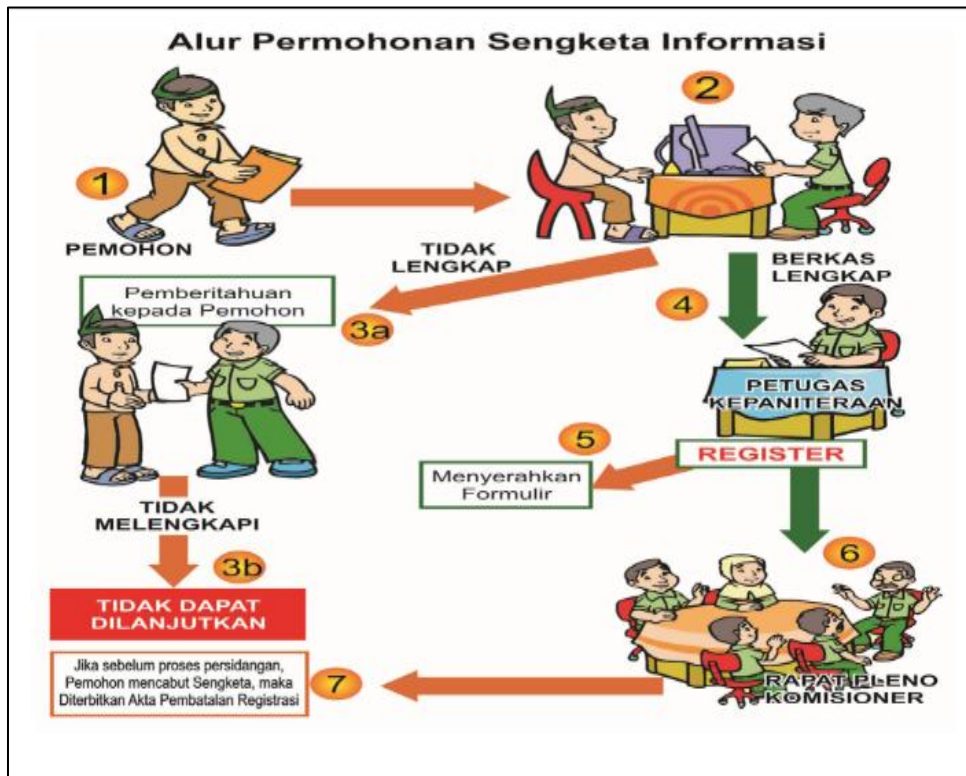 Alur Permohonan Sengketa Informasi
1
PEMOHON
2
TIDAK
LENGKAP
BERKAS
LENGKAP
Pemberitahuan
kepada Pemohon
3a
4
PETUGAS
KEPANITERAAN
REGISTER
5
Menyerahkan
Formulir
TIDAK
MELENGKAPI
3b
TIDAK DAPAT
DILANJUTKAN
6
RAPAT PLENO
KOMISIONER
7
Jika sebelum proses persidangan,
Pemohon mencabut Sengketa, maka
Diterbitkan Akta Pembatalan Registrasi